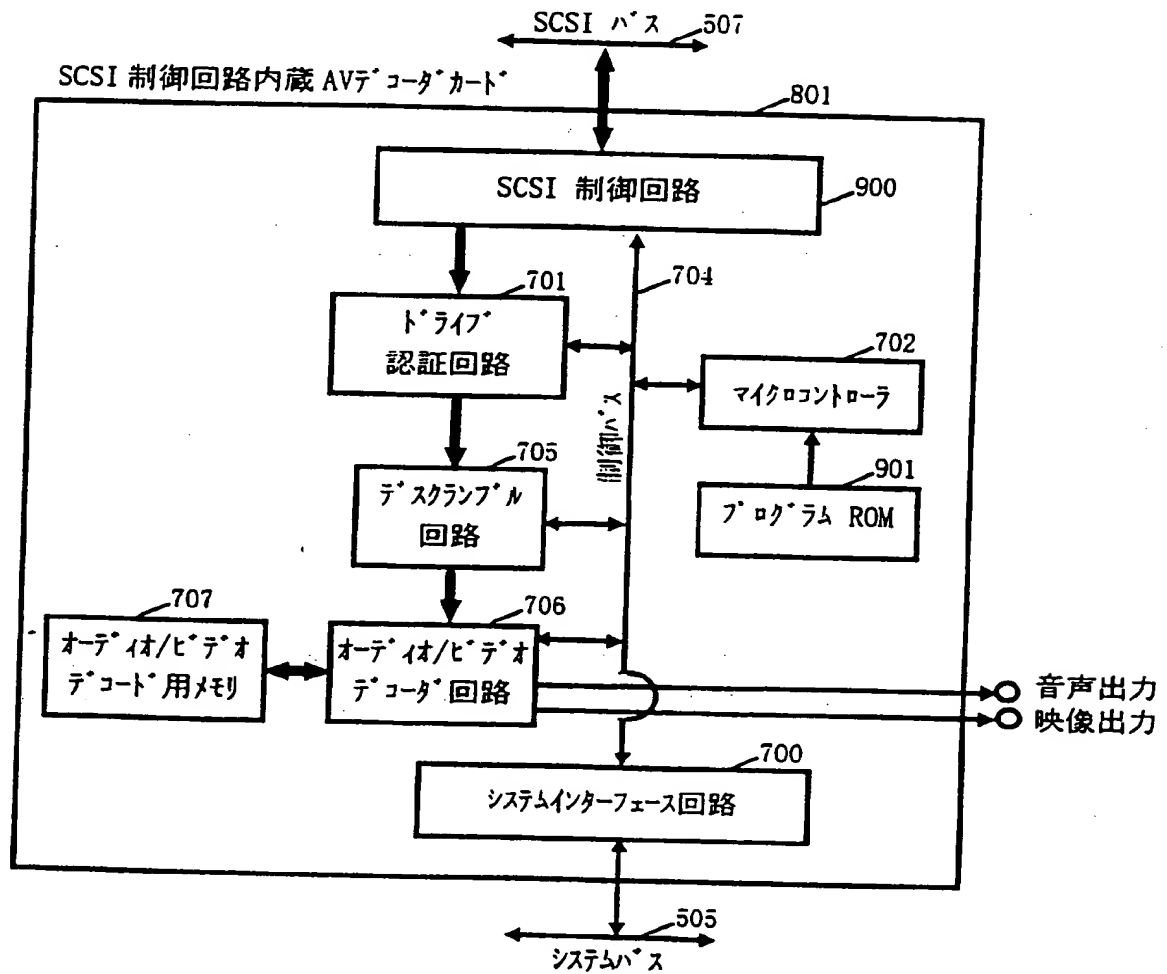 SCSI バス
507
SCSI 制御回路内蔵 AVデコーダカード
801
SCSI 制御回路
900
701
704
ドライブ
認証回路
702
マイクロコントローラ
制御バス
705
901
デスクランブル
回路
プログラム ROM
707
706
オーディオ/ビデオ
デコード用メモリ
オーディオ/ビデオ
デコーダ回路
音声出力
映像出力
700
システムインターフェース回路
505
システムバス